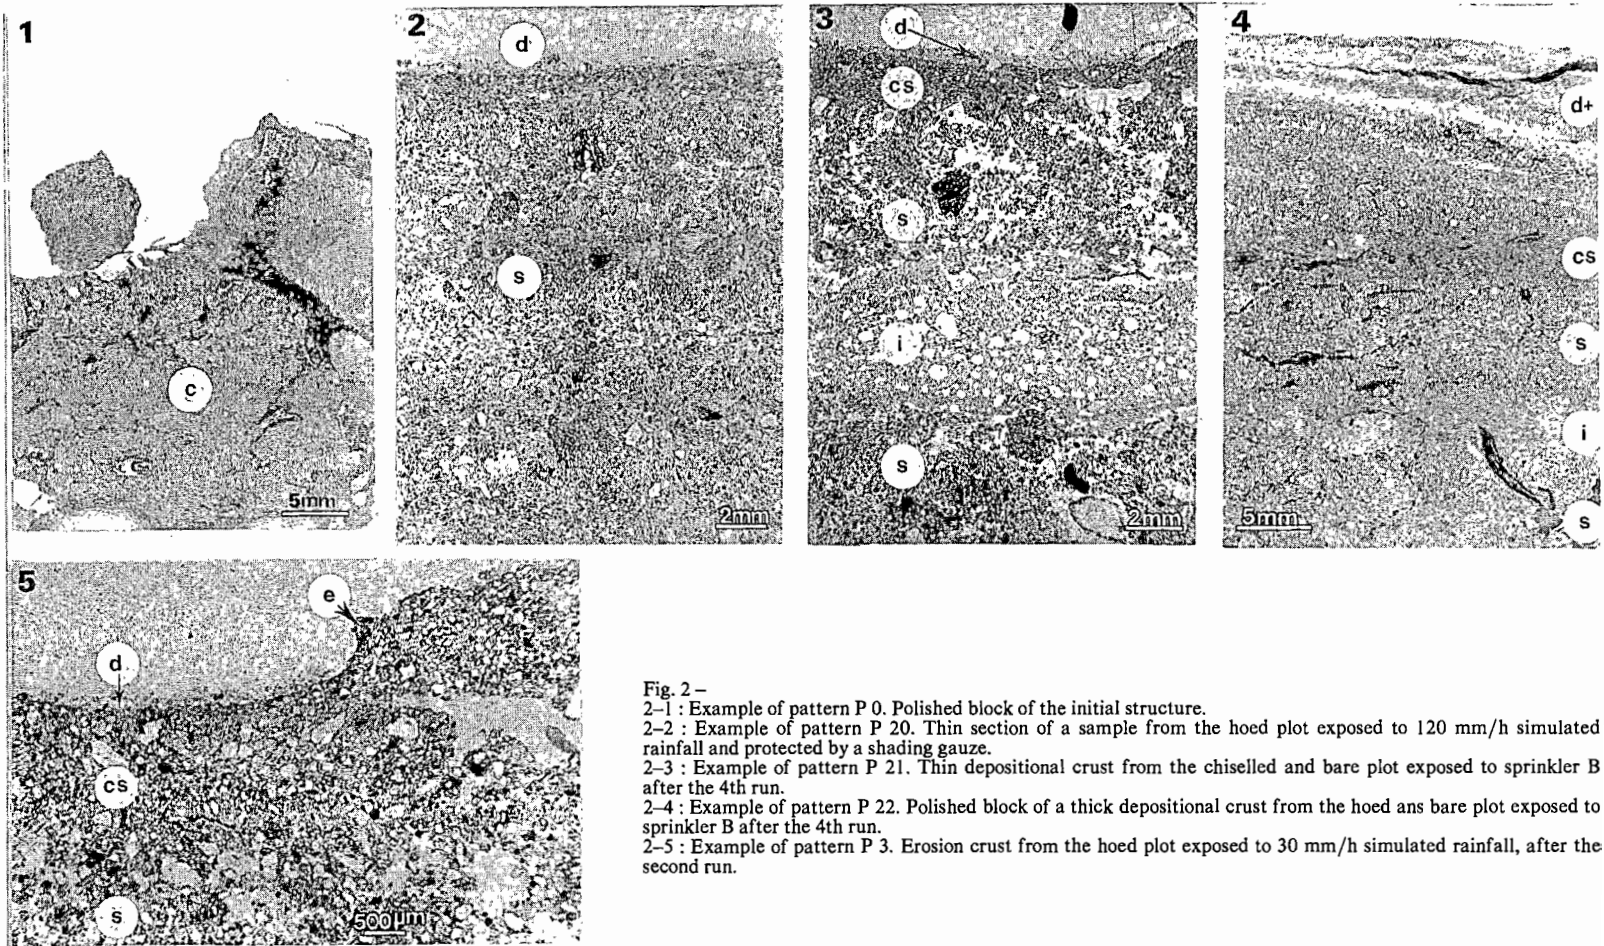 1
c
5mm
2
d
s
2mm
3
d
cs
s
i
s
2mm
4
d+
cs
s
i
s
5mm
5
e
d
cs
s
500µm
Fig. 2 –
2–1 : Example of pattern P 0. Polished block of the initial structure.
2–2 : Example of pattern P 20. Thin section of a sample from the hoed plot exposed to 120 mm/h simulated
rainfall and protected by a shading gauze.
2–3 : Example of pattern P 21. Thin depositional crust from the chiselled and bare plot exposed to sprinkler B
after the 4th run.
2–4 : Example of pattern P 22. Polished block of a thick depositional crust from the hoed ans bare plot exposed to
sprinkler B after the 4th run.
2–5 : Example of pattern P 3. Erosion crust from the hoed plot exposed to 30 mm/h simulated rainfall, after the
second run.